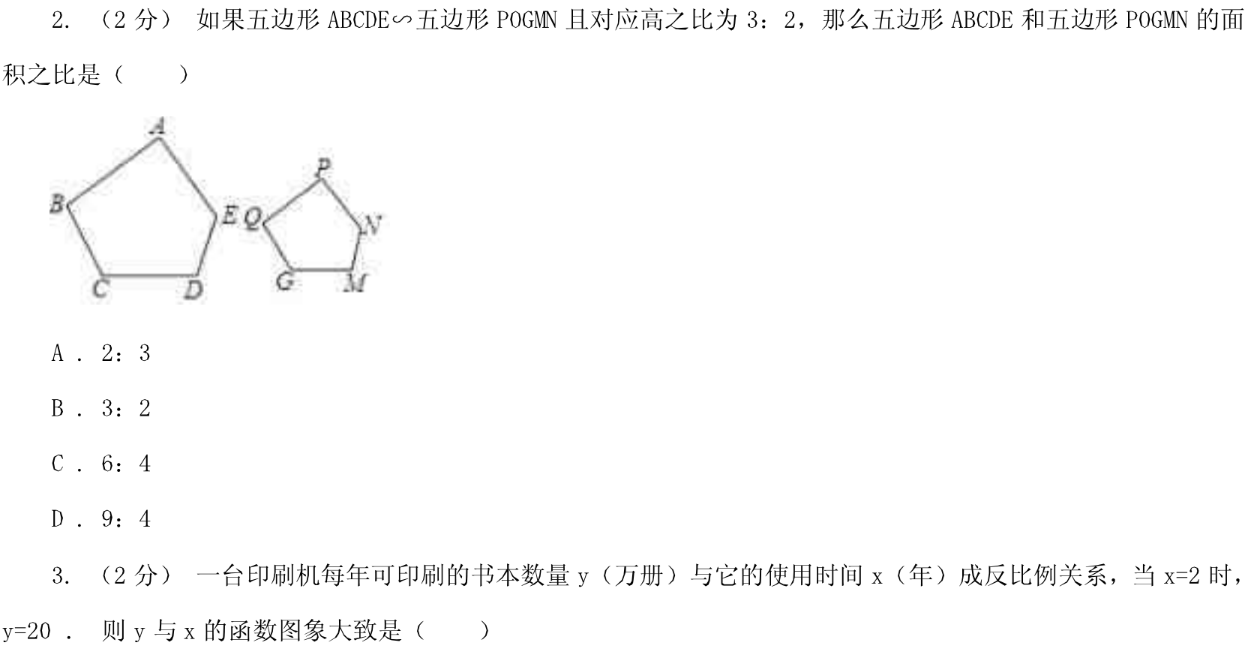 2. （2 分） 如果五边形 ABCDE∽五边形 POGMN 且对应高之比为 3：2，那么五边形 ABCDE 和五边形 POGMN 的面
积之比是（　　）
A
P
B
E
Q
N
C
D
G
M
A . 2：3
B . 3：2
C . 6：4
D . 9：4
3. （2 分） 一台印刷机每年可印刷的书本数量 y（万册）与它的使用时间 x（年）成反比例关系，当 x=2 时，
y=20 . 则 y 与 x 的函数图象大致是（　　）